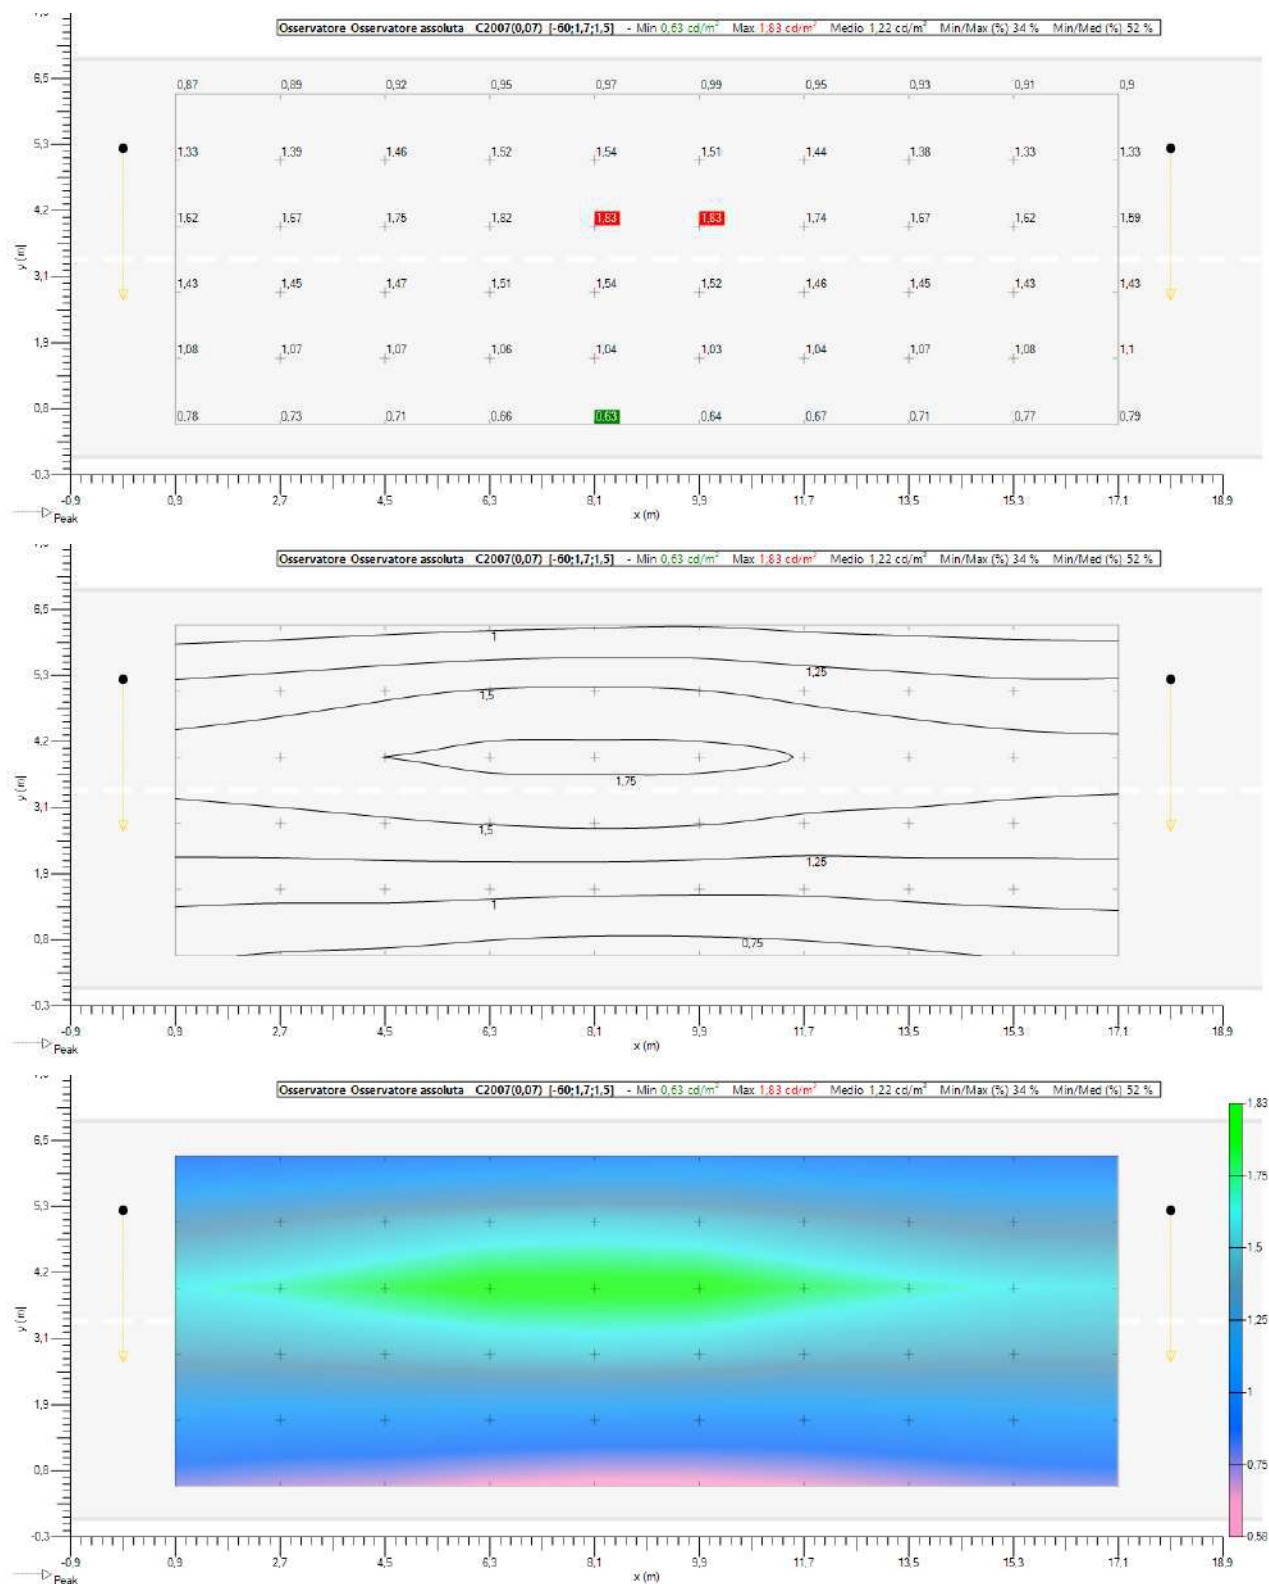 Osservatore Osservatore assoluta C2007(0,07) [-60;1,7;1,5] - Min 0,63 cd/m² Max 1,83 cd/m² Medio 1,22 cd/m² Min/Max (%) 34 % Min/Med (%) 52 %
6,5
0,87 0,89 0,92 0,95 0,97 0,99 0,95 0,93 0,91 0,9
5,3
1,33 1,39 1,46 1,52 1,54 1,51 1,44 1,38 1,33 1,33
4,2
1,62 1,67 1,75 1,82 1,83 1,83 1,74 1,67 1,62 1,59
y (m)
3,1
1,43 1,45 1,47 1,51 1,54 1,52 1,46 1,45 1,43 1,43
1,9
1,08 1,07 1,07 1,06 1,04 1,03 1,04 1,07 1,08 1,1
0,8
0,78 0,73 0,71 0,66 0,63 0,64 0,67 0,71 0,77 0,79
-0,3
-0,9 0,9 2,7 4,5 6,3 8,1 9,9 11,7 13,5 15,3 17,1 18,9
Peak
x (m)
Osservatore Osservatore assoluta C2007(0,07) [-60;1,7;1,5] - Min 0,63 cd/m² Max 1,83 cd/m² Medio 1,22 cd/m² Min/Max (%) 34 % Min/Med (%) 52 %
6,5
1
5,3
1,25
1,5
4,2
1,75
y (m)
3,1
1,5
1,9
1,25
1
0,8
0,75
-0,3
-0,9 0,9 2,7 4,5 6,3 8,1 9,9 11,7 13,5 15,3 17,1 18,9
Peak
x (m)
Osservatore Osservatore assoluta C2007(0,07) [-60;1,7;1,5] - Min 0,63 cd/m² Max 1,83 cd/m² Medio 1,22 cd/m² Min/Max (%) 34 % Min/Med (%) 52 %
1,83
6,5
1,75
5,3
1,5
4,2
y (m)
1,25
3,1
1
1,9
0,75
0,8
0,58
-0,3
-0,9 0,9 2,7 4,5 6,3 8,1 9,9 11,7 13,5 15,3 17,1 18,9
Peak
x (m)